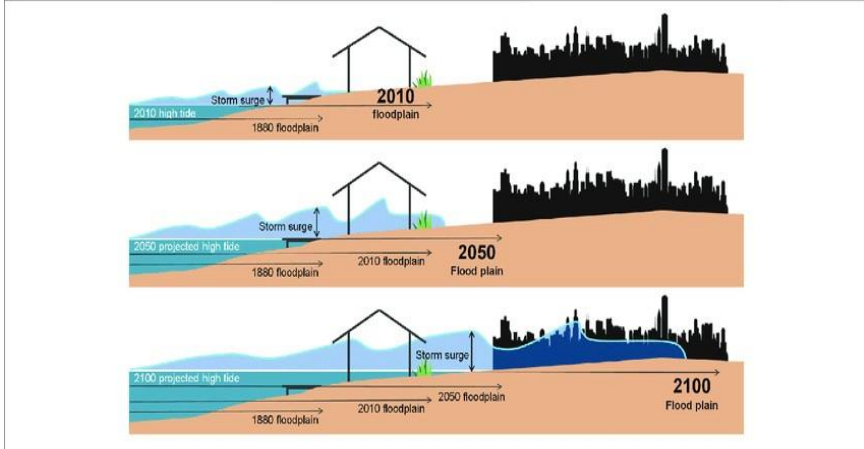 Storm surge
2010
floodplain
2010 high tide
1880 floodplain
Storm surge
2050 projected high tide
2050
2010 floodplain
1880 floodplain
Flood plain
Storm surge
2100 projected high tide
2100
2050 floodplain
2010 floodplain
Flood plain
1880 floodplain